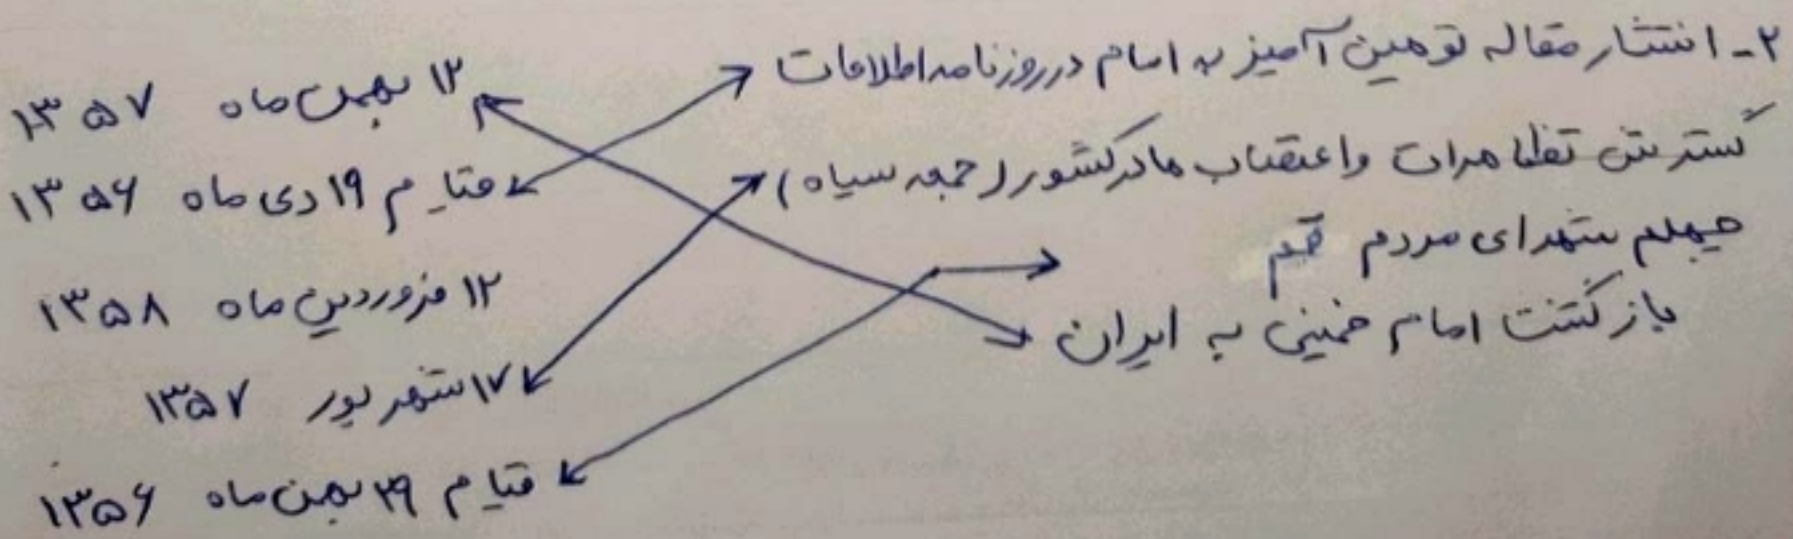 ۲- انتشار مقاله توهین آمیز به امام در روزنامه اطلاعات
گسترش تظاهرات و اعتصاب ها در کشور (جمعه سیاه)
چهلم شهدای مردم قم
بازگشت امام خمینی به ایران
۱۲ بهمن ماه ۱۳۵۷
قیام ۱۹ دی ماه ۱۳۵۶
۱۲ فروردین ماه ۱۳۵۸
۱۷ شهریور ۱۳۵۷
قیام ۲۹ بهمن ماه ۱۳۵۶